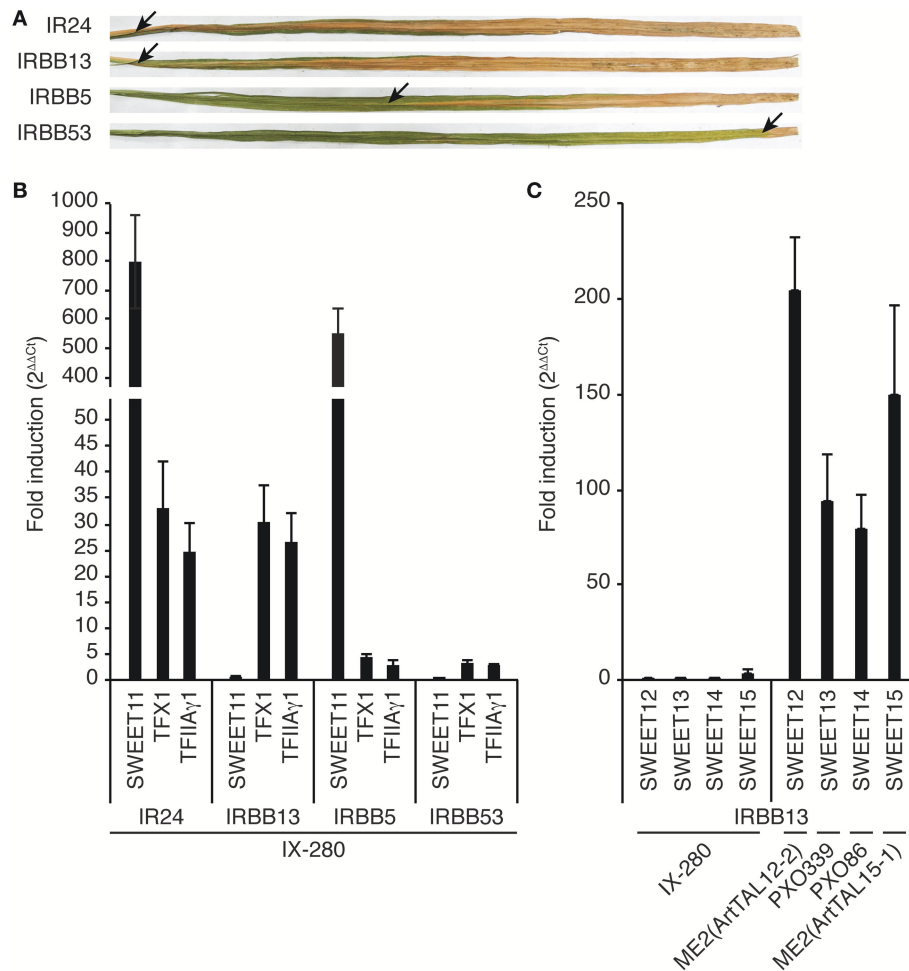 A
IR24
IRBB13
IRBB5
IRBB53
B
Fold induction (2ΔΔCt)
1000
900
800
700
600
500
400
50
45
40
35
30
25
20
15
10
5
0
SWEET11
TFX1
TFIIAγ1
SWEET11
TFX1
TFIIAγ1
SWEET11
TFX1
TFIIAγ1
SWEET11
TFX1
TFIIAγ1
IR24 IRBB13 IRBB5 IRBB53
IX-280
C
Fold induction (2ΔΔCt)
250
200
150
100
50
0
SWEET12
SWEET13
SWEET14
SWEET15
SWEET12
SWEET13
SWEET14
SWEET15
IRBB13
IX-280
ME2(ArtTAL12-2)
PXO339
PXO86
ME2(ArtTAL15-1)